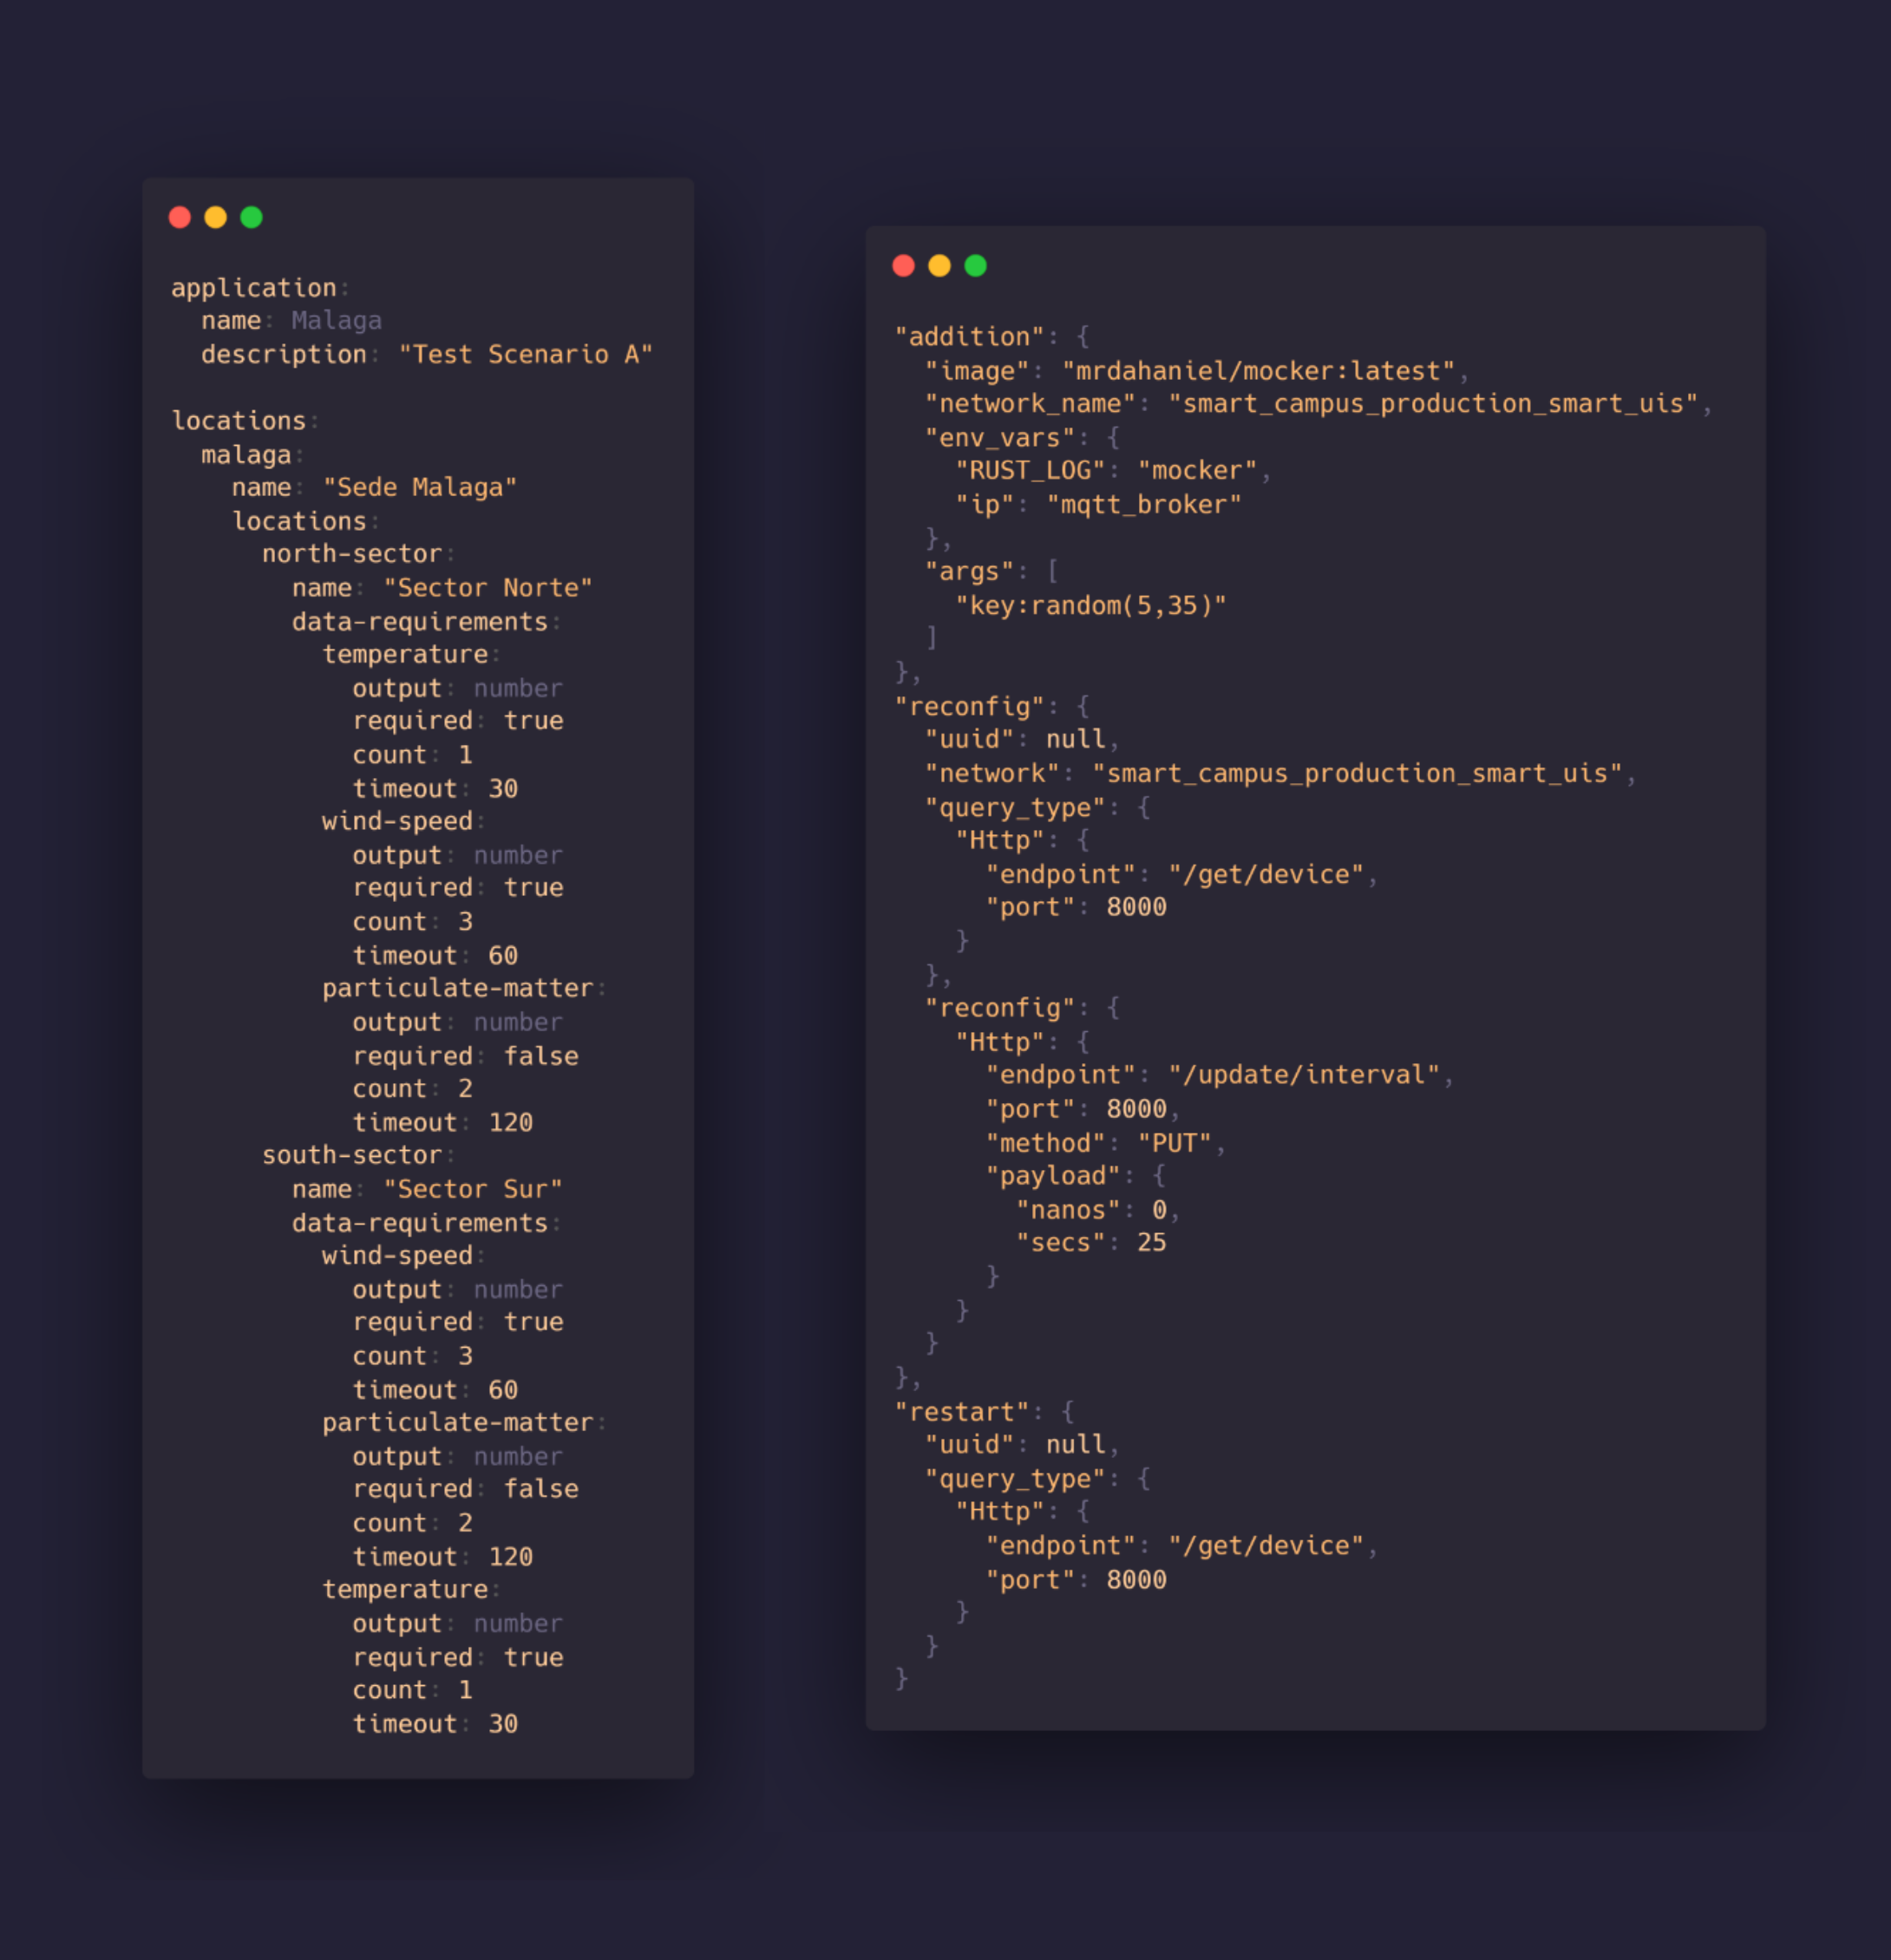 application:
  name: Malaga
  description: "Test Scenario A"

locations:
  malaga:
    name: "Sede Malaga"
    locations:
      north-sector:
        name: "Sector Norte"
        data-requirements:
          temperature:
            output: number
            required: true
            count: 1
            timeout: 30
          wind-speed:
            output: number
            required: true
            count: 3
            timeout: 60
          particulate-matter:
            output: number
            required: false
            count: 2
            timeout: 120
      south-sector:
        name: "Sector Sur"
        data-requirements:
          wind-speed:
            output: number
            required: true
            count: 3
            timeout: 60
          particulate-matter:
            output: number
            required: false
            count: 2
            timeout: 120
          temperature:
            output: number
            required: true
            count: 1
            timeout: 30

"addition": {
  "image": "mrdahaniel/mocker:latest",
  "network_name": "smart_campus_production_smart_uis",
  "env_vars": {
    "RUST_LOG": "mocker",
    "ip": "mqtt_broker"
  },
  "args": [
    "key:random(5,35)"
  ]
},
"reconfig": {
  "uuid": null,
  "network": "smart_campus_production_smart_uis",
  "query_type": {
    "Http": {
      "endpoint": "/get/device",
      "port": 8000
    }
  },
  "reconfig": {
    "Http": {
      "endpoint": "/update/interval",
      "port": 8000,
      "method": "PUT",
      "payload": {
        "nanos": 0,
        "secs": 25
      }
    }
  }
},
"restart": {
  "uuid": null,
  "query_type": {
    "Http": {
      "endpoint": "/get/device",
      "port": 8000
    }
  }
}